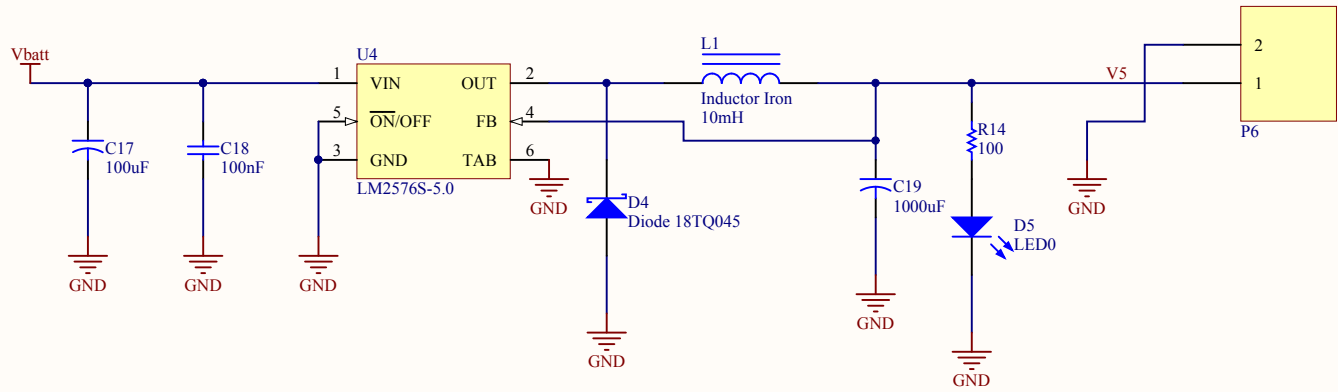 Vbatt
U4
L1
1
VIN
OUT
2
Inductor Iron
10mH
V5
2
1
P6
5
ON/OFF
FB
4
3
GND
TAB
6
LM2576S-5.0
C17
100uF
C18
100nF
GND
D4
Diode 18TQ045
C19
1000uF
R14
100
D5
LED0
GND
GND
GND
GND
GND
GND
GND